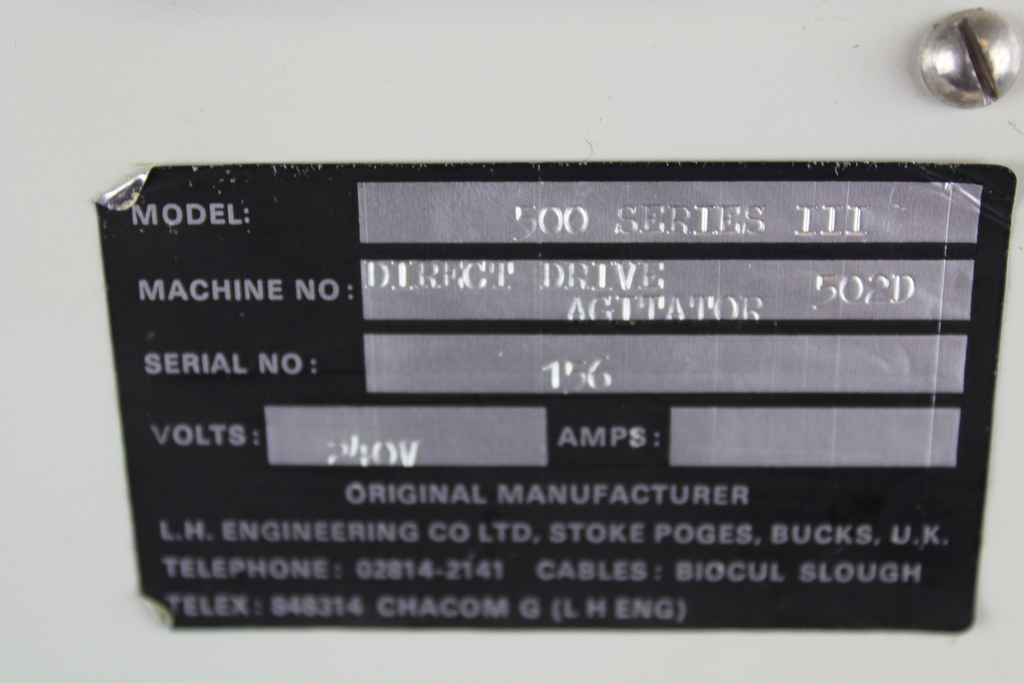 MODEL: 500 SERIES III
MACHINE NO: DIRECT DRIVE 502D
AGITATOR
SERIAL NO: 156
VOLTS: 240V AMPS:
ORIGINAL MANUFACTURER
L.H. ENGINEERING CO LTD, STOKE POGES, BUCKS, U.K.
TELEPHONE: 02814-2141 CABLES: BIOCUL SLOUGH
TELEX: 848314 CHACOM G (L H ENG)